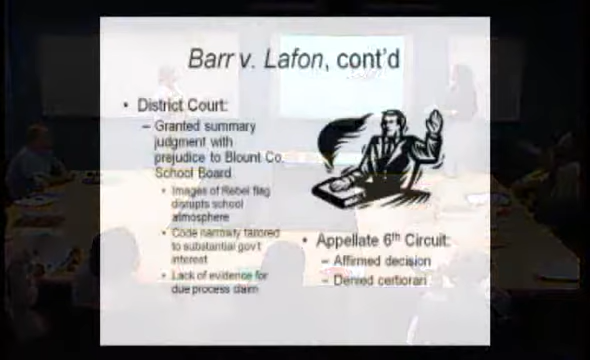 Barr v. Lafon, cont'd
• District Court:
– Granted summary
judgment with
prejudice to Blount Co.
School Board
• Images of Rebel flag
disrupts school
atmosphere
• Code narrowly tailored
to substantial gov't
interest
• Lack of evidence for
due process claim
• Appellate 6th Circuit:
– Affirmed decision
– Denied certiorari